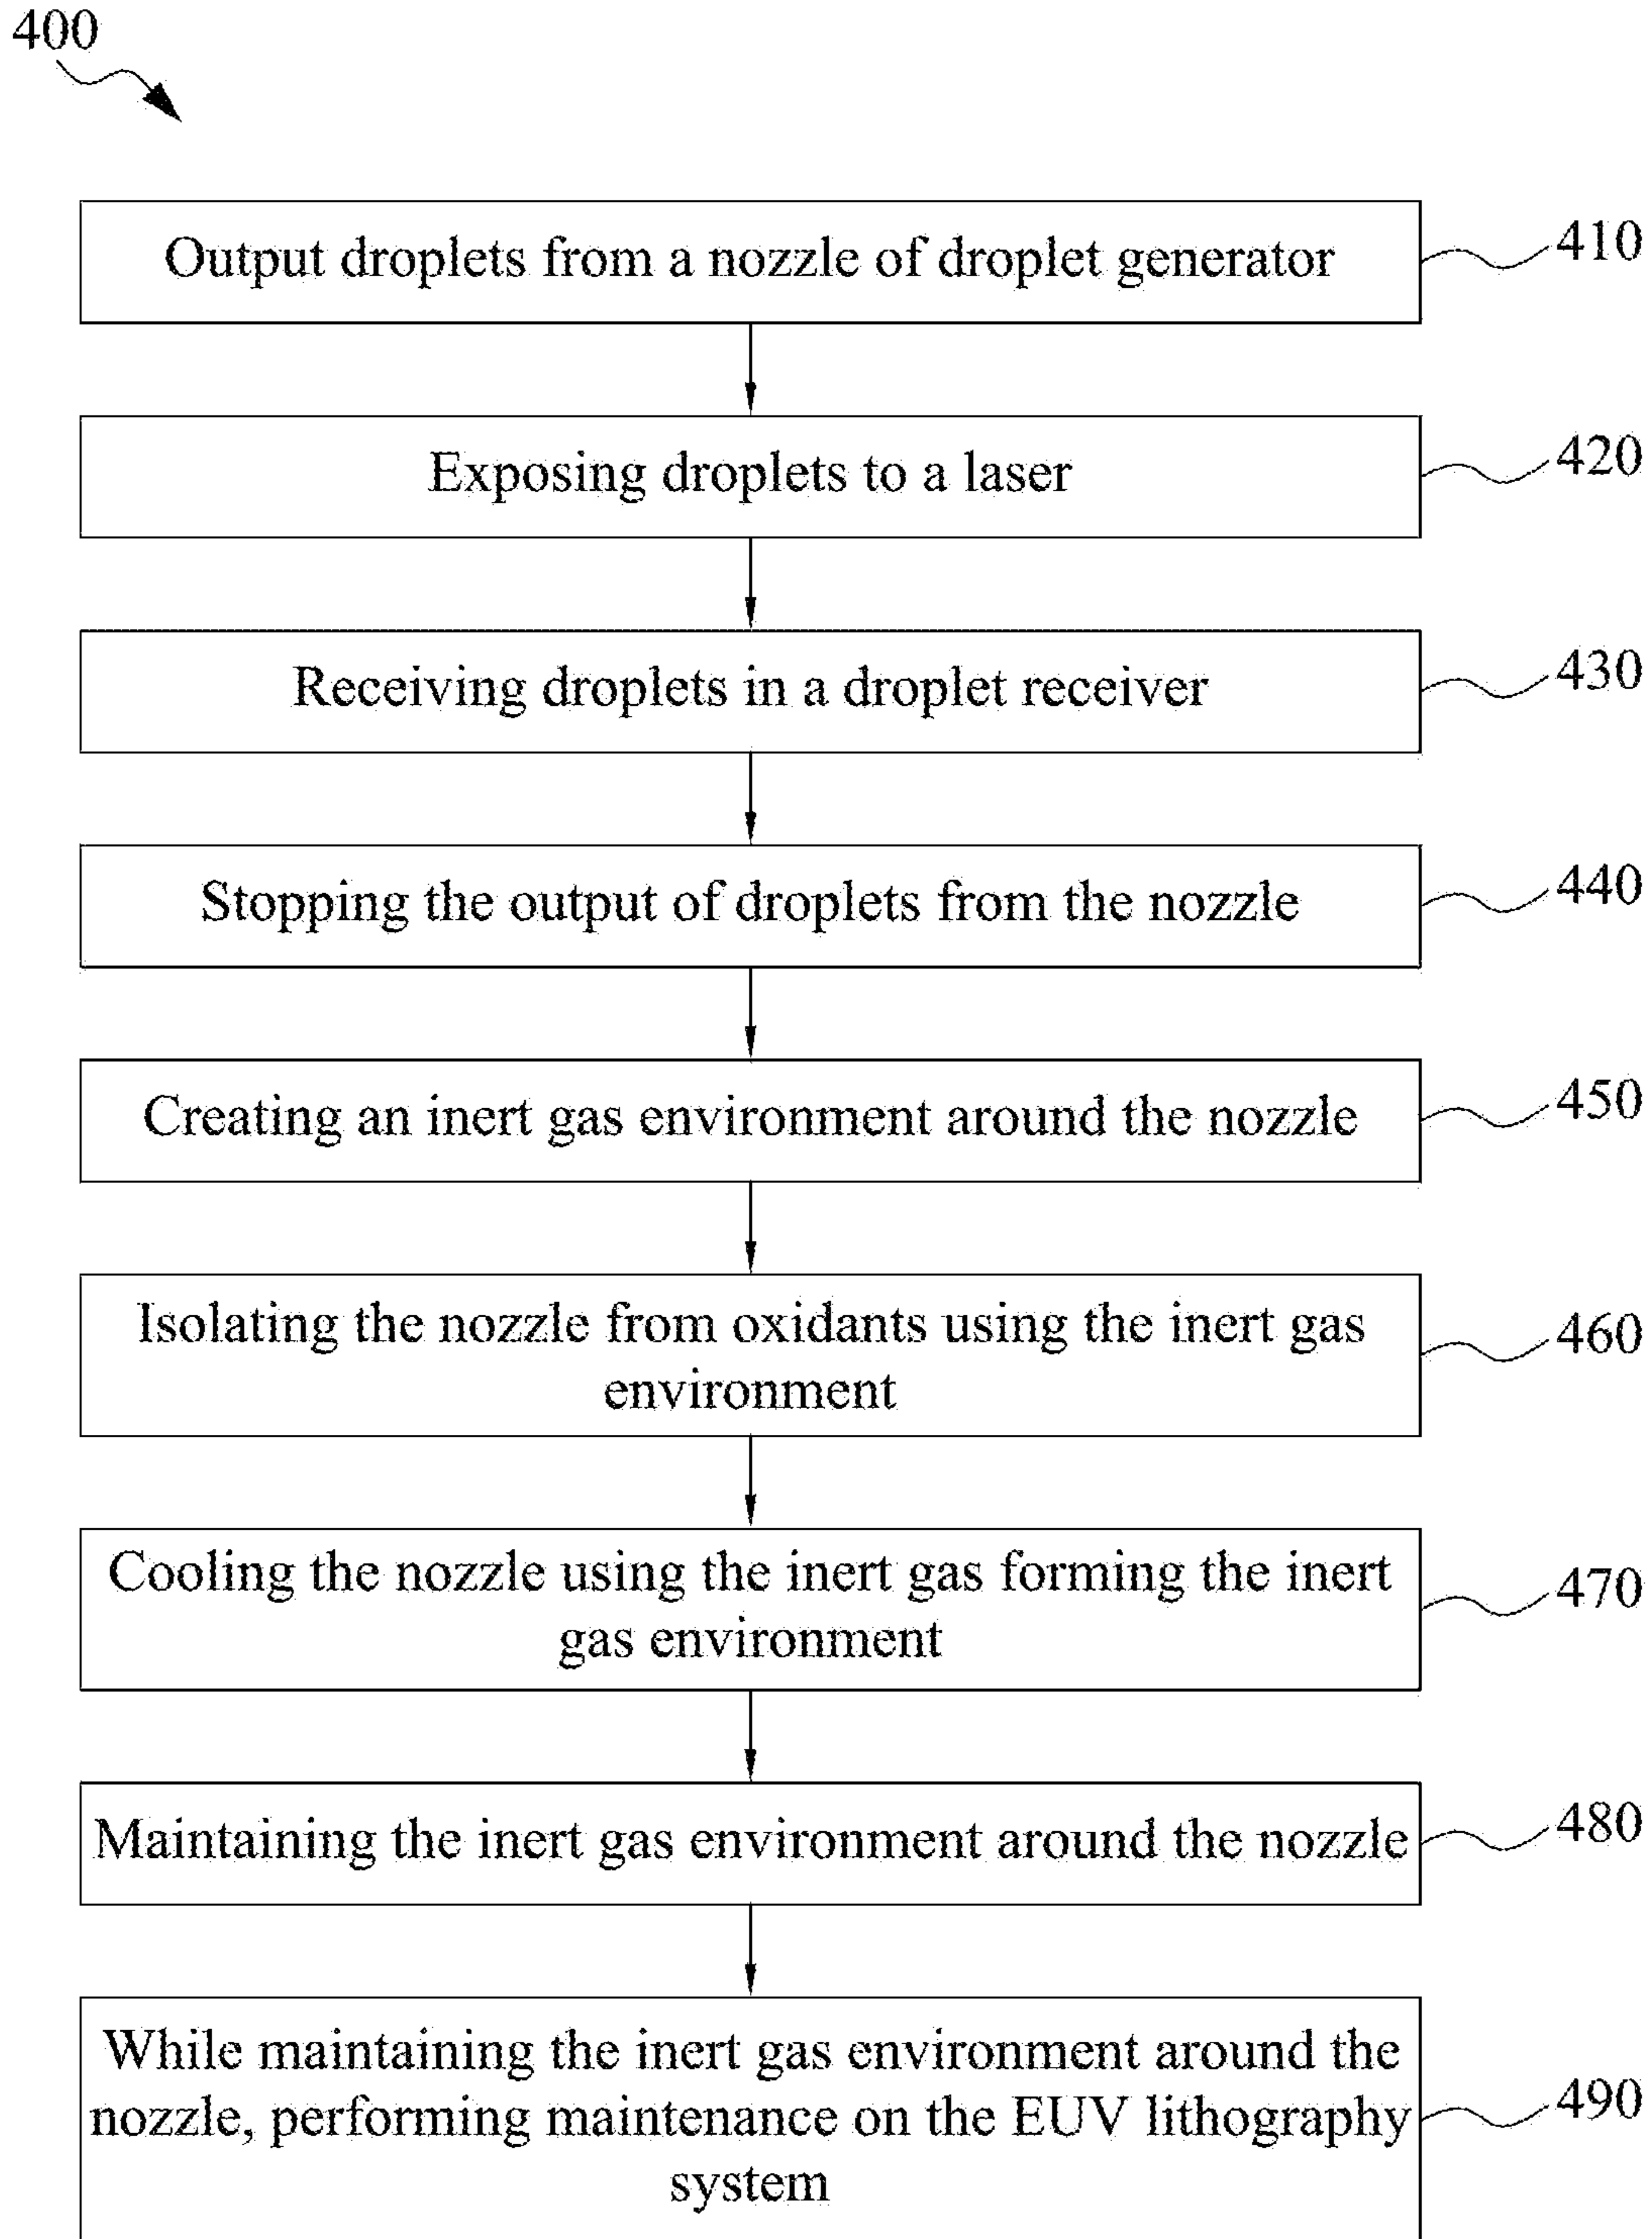 400
Output droplets from a nozzle of droplet generator
410
Exposing droplets to a laser
420
Receiving droplets in a droplet receiver
430
Stopping the output of droplets from the nozzle
440
Creating an inert gas environment around the nozzle
450
Isolating the nozzle from oxidants using the inert gas
environment
460
Cooling the nozzle using the inert gas forming the inert
gas environment
470
Maintaining the inert gas environment around the nozzle
480
While maintaining the inert gas environment around the
nozzle, performing maintenance on the EUV lithography
system
490